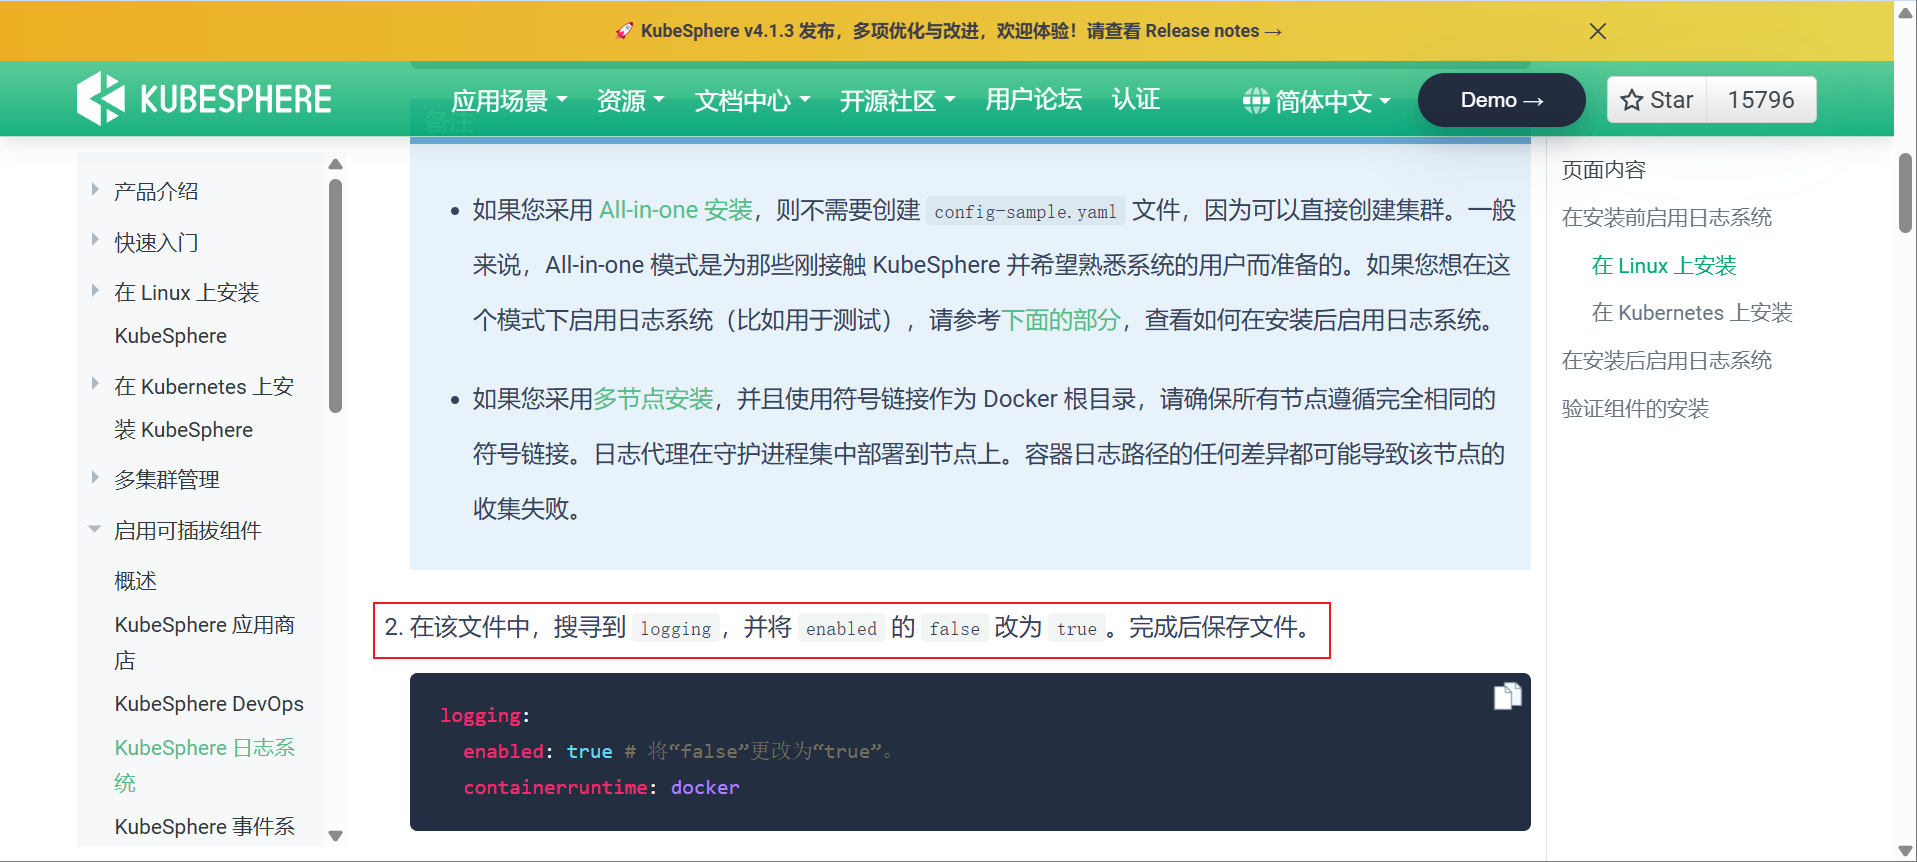 🚀 KubeSphere v4.1.3 发布，多项优化与改进，欢迎体验！请查看 Release notes →
KUBESPHERE
应用场景
资源
文档中心
开源社区
用户论坛
认证
简体中文
Demo →
Star
15796
备注
产品介绍
快速入门
在 Linux 上安装
KubeSphere
在 Kubernetes 上安
装 KubeSphere
多集群管理
启用可插拔组件
概述
KubeSphere 应用商
店
KubeSphere DevOps
KubeSphere 日志系
统
KubeSphere 事件系
如果您采用 All-in-one 安装，则不需要创建 config-sample.yaml 文件，因为可以直接创建集群。一般
来说，All-in-one 模式是为那些刚接触 KubeSphere 并希望熟悉系统的用户而准备的。如果您想在这
个模式下启用日志系统（比如用于测试），请参考下面的部分，查看如何在安装后启用日志系统。
如果您采用多节点安装，并且使用符号链接作为 Docker 根目录，请确保所有节点遵循完全相同的
符号链接。日志代理在守护进程集中部署到节点上。容器日志路径的任何差异都可能导致该节点的
收集失败。
2. 在该文件中，搜寻到 logging，并将 enabled 的 false 改为 true。完成后保存文件。
logging:
enabled: true # 将“false”更改为“true”。
containerruntime: docker
页面内容
在安装前启用日志系统
在 Linux 上安装
在 Kubernetes 上安装
在安装后启用日志系统
验证组件的安装